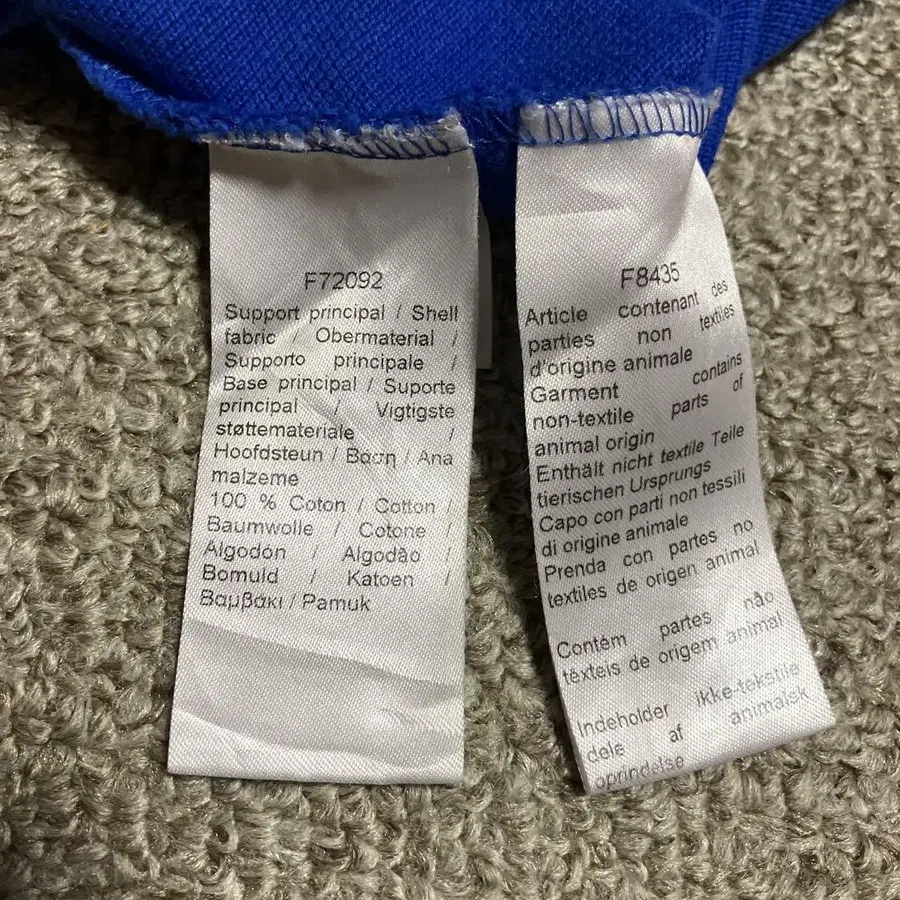 F72092
Support principal / Shell
fabric / Obermaterial /
Supporto principale /
Base principal / Suporte
principal / Vigtigste
støttemateriale /
Hoofdsteun / Βαση / Ana
malzeme
100 % Coton / Cotton /
Baumwolle / Cotone /
Algodón / Algodão /
Bomuld / Katoen /
Βαμβάκι / Pamuk
F8435
Article contenant des
parties non textiles
d'origine animale
Garment contains
non-textile parts of
animal origin
Enthält nicht textile Teile
tierischen Ursprungs
Capo con parti non tessili
di origine animale
Prenda con partes no
textiles de origen animal
Contém partes não
têxteis de origem animal
Indeholder ikke-tekstile
dele af animalsk
oprindelse